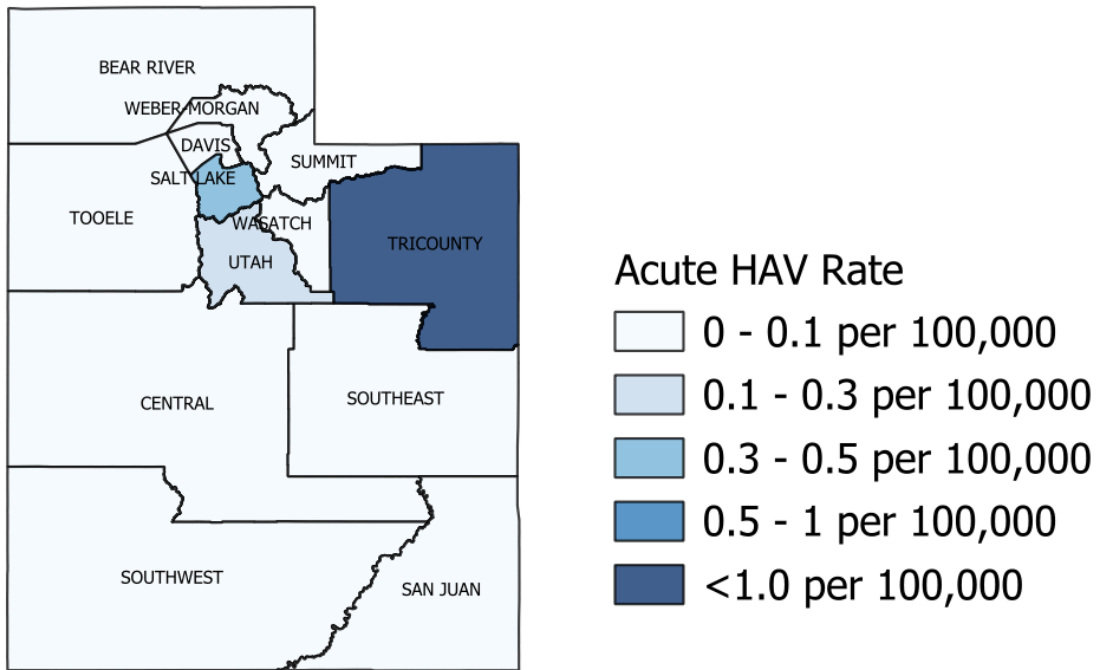 BEAR RIVER
WEBER-MORGAN
DAVIS
SUMMIT
SALT LAKE
TOOELE
WASATCH
TRICOUNTY
UTAH
CENTRAL
SOUTHEAST
SOUTHWEST
SAN JUAN
Acute HAV Rate
0 - 0.1 per 100,000
0.1 - 0.3 per 100,000
0.3 - 0.5 per 100,000
0.5 - 1 per 100,000
<1.0 per 100,000